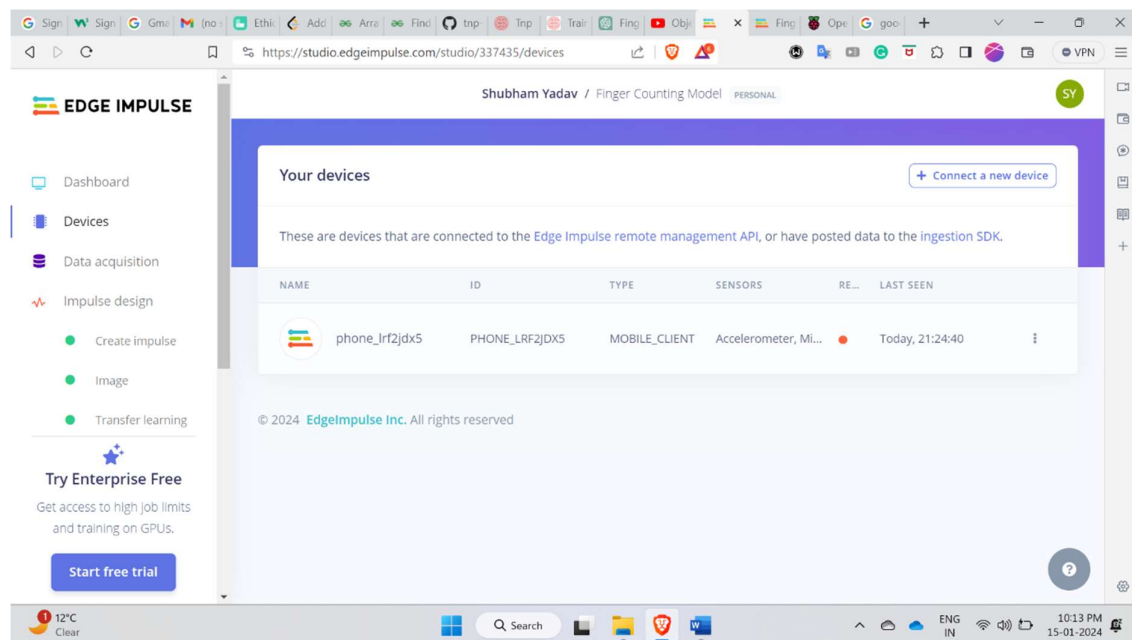 Sign
Sign
Gma
(no s
Ethic
Add
Arra
Find
tnp
Tnp
Train
Fing
Obje
Fing
Ope
goo
https://studio.edgeimpulse.com/studio/337435/devices
VPN
EDGE IMPULSE
Shubham Yadav / Finger Counting Model PERSONAL
SY
Dashboard
Devices
Data acquisition
Impulse design
Create impulse
Image
Transfer learning
Try Enterprise Free
Get access to high job limits
and training on GPUs.
Start free trial
Your devices
+ Connect a new device
These are devices that are connected to the Edge Impulse remote management API, or have posted data to the ingestion SDK.
NAME ID TYPE SENSORS RE... LAST SEEN
phone_lrf2jdx5 PHONE_LRF2JDX5 MOBILE_CLIENT Accelerometer, Mi... Today, 21:24:40
© 2024 EdgeImpulse Inc. All rights reserved
?
1
12°C
Clear
Search
ENG
IN
10:13 PM
15-01-2024